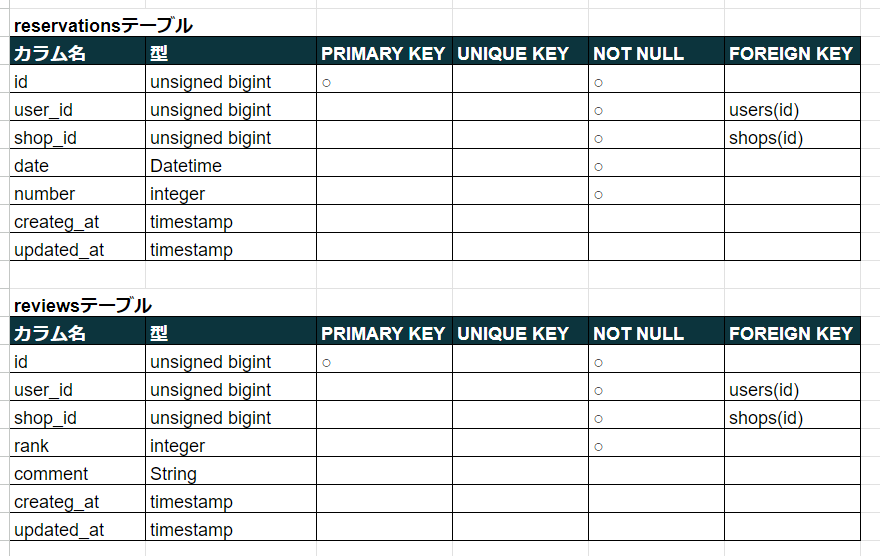 reservationsテーブル
カラム名 型 PRIMARY KEY UNIQUE KEY NOT NULL FOREIGN KEY
id unsigned bigint ○ ○
user_id unsigned bigint ○ users(id)
shop_id unsigned bigint ○ shops(id)
date Datetime ○
number integer ○
createg_at timestamp
updated_at timestamp
reviewsテーブル
カラム名 型 PRIMARY KEY UNIQUE KEY NOT NULL FOREIGN KEY
id unsigned bigint ○ ○
user_id unsigned bigint ○ users(id)
shop_id unsigned bigint ○ shops(id)
rank integer ○
comment String
createg_at timestamp
updated_at timestamp